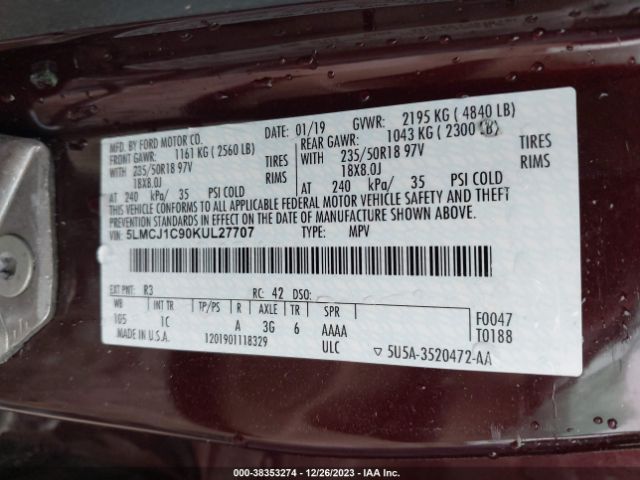 MFD. BY FORD MOTOR CO. DATE: 01/19 GVWR: 2195 KG ( 4840 LB)
FRONT GAWR: 1161 KG ( 2560 LB) REAR GAWR: 1043 KG ( 2300 LB)
WITH 235/50R18 97V TIRES WITH 235/50R18 97V TIRES
18X8.0J RIMS 18X8.0J RIMS
AT 240 kPa/ 35 PSI COLD AT 240 kPa/ 35 PSI COLD
THIS VEHICLE CONFORMS TO ALL APPLICABLE FEDERAL MOTOR VEHICLE SAFETY AND THEFT
PREVENTION STANDARDS IN EFFECT ON THE DATE OF MANUFACTURE SHOWN ABOVE.
VIN: 5LMCJ1C90KUL27707 TYPE: MPV
EXT PNT: R3 RC: 42 DSO:
WB INT TR TP/PS R AXLE TR SPR F0047
105 1C A 3G 6 AAAA T0188
MADE IN U.S.A. 1201901118329 ULC ▽ 5U5A-3520472-AA
000-38353274 - 12/26/2023 - IAA Inc.